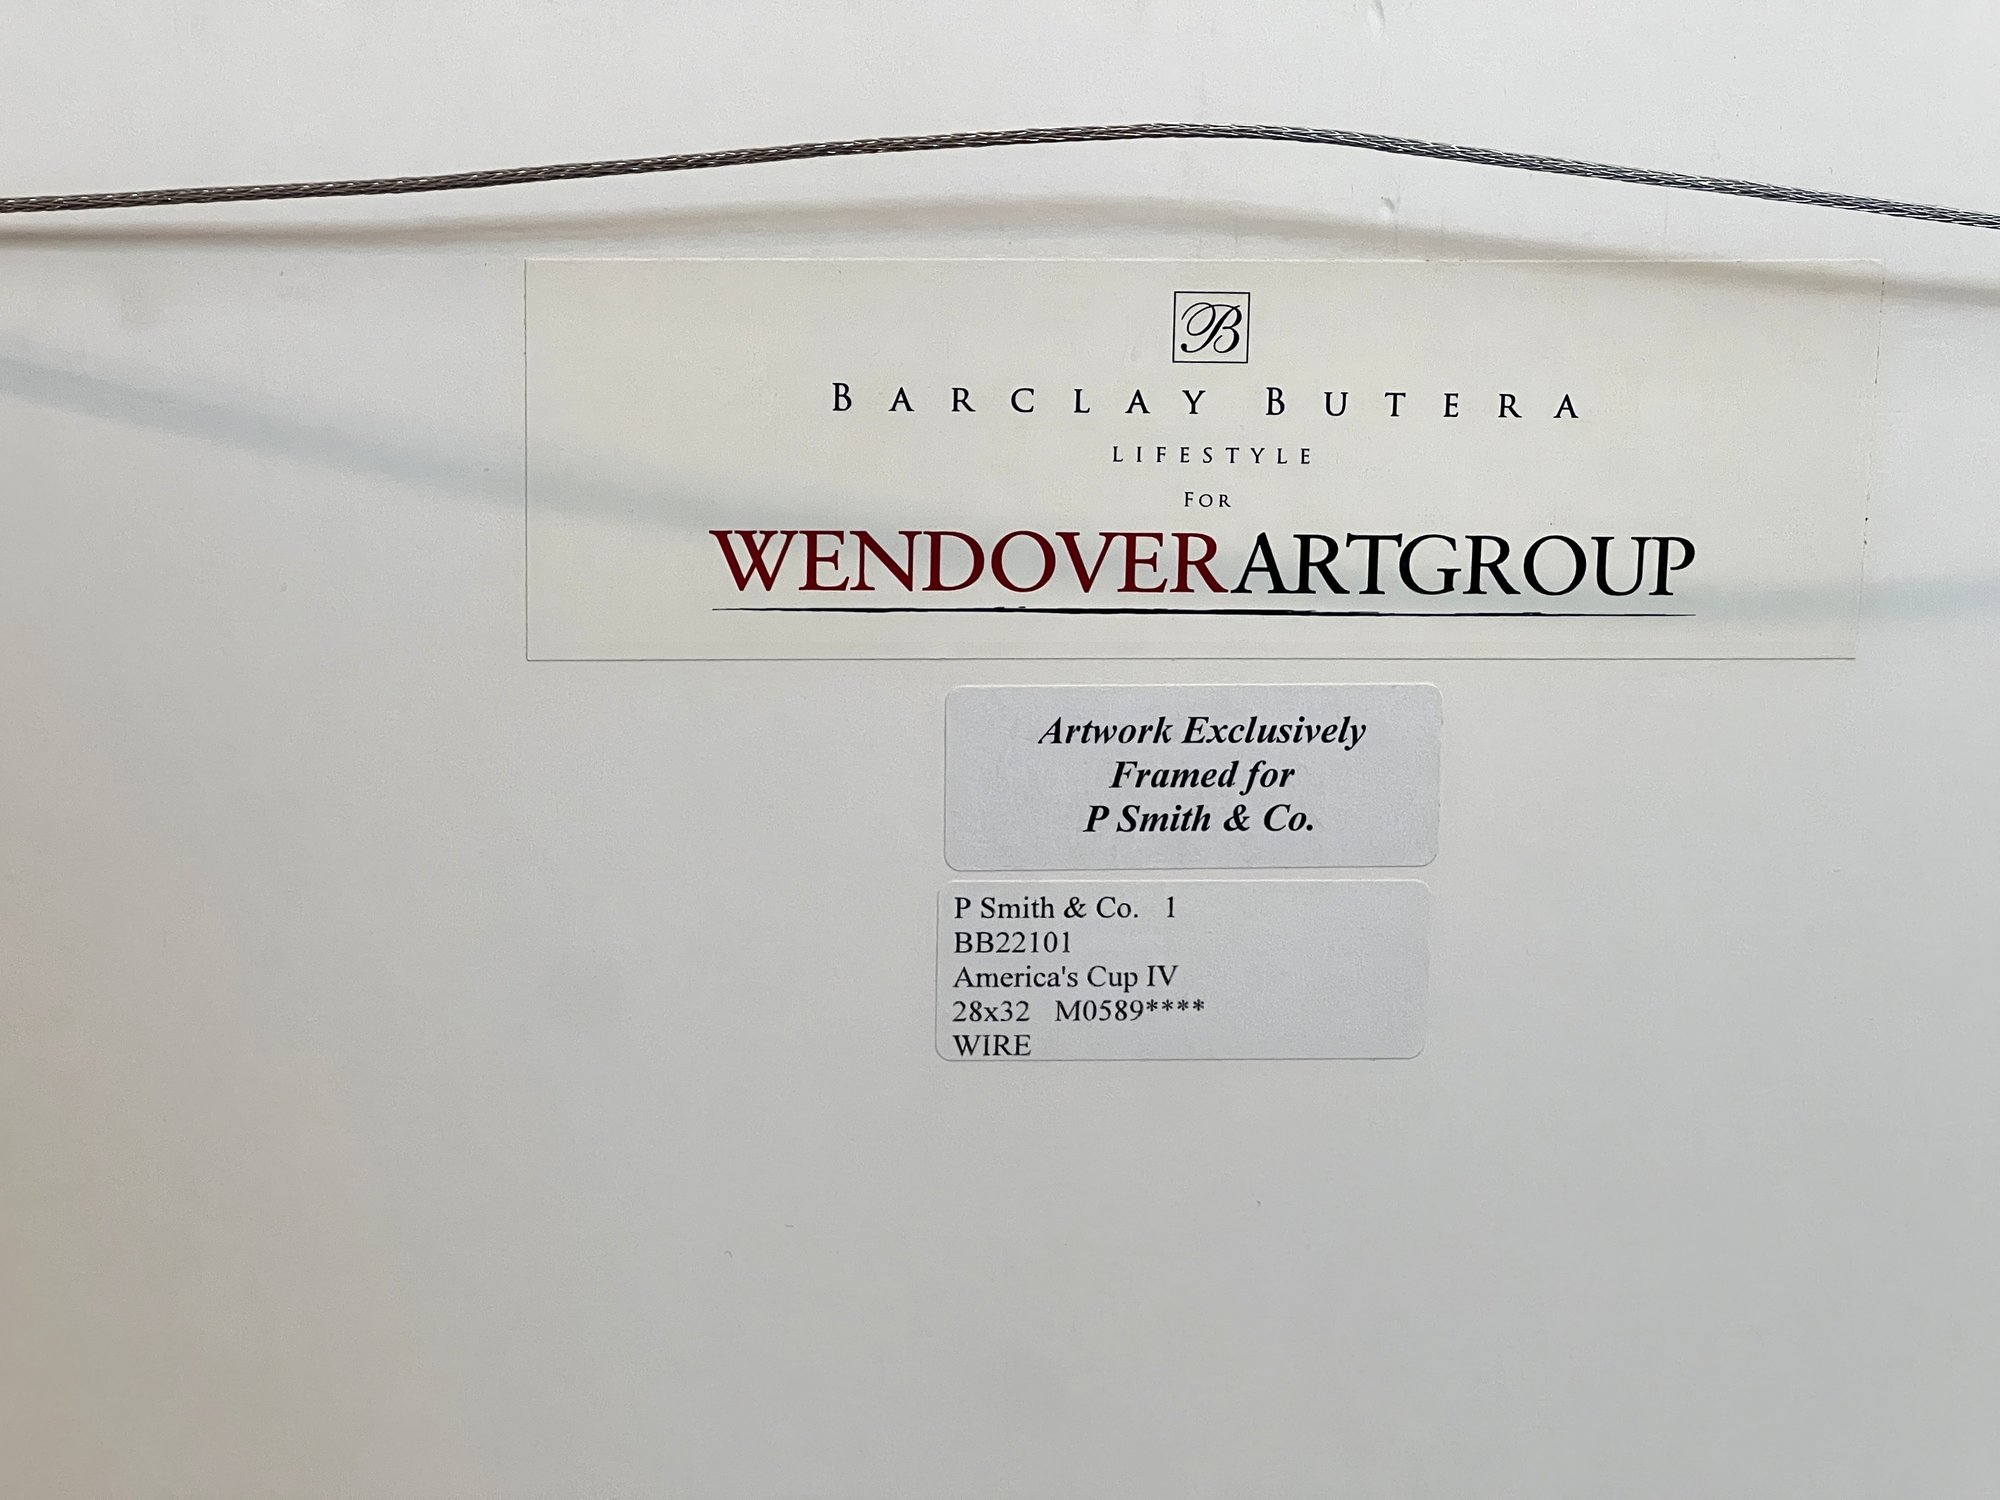 B
BARCLAY BUTERA
LIFESTYLE
FOR
WENDOVERARTGROUP
Artwork Exclusively
Framed for
P Smith & Co.
P Smith & Co. 1
BB22101
America's Cup IV
28x32 M0589****
WIRE